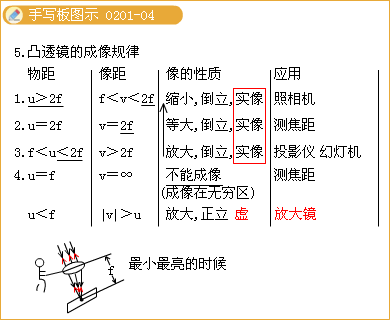 手写板图示 0201-04
5.凸透镜的成像规律
物距 像距 像的性质 应用
1.u>2f f<v<2f 缩小,倒立,实像 照相机
2.u=2f v=2f 等大,倒立,实像 测焦距
3.f<u<2f v>2f 放大,倒立,实像 投影仪 幻灯机
4.u=f v=∞ 不能成像 测焦距
(成像在无穷区)
u<f |v|>u 放大,正立 虚 放大镜
最小最亮的时候
f